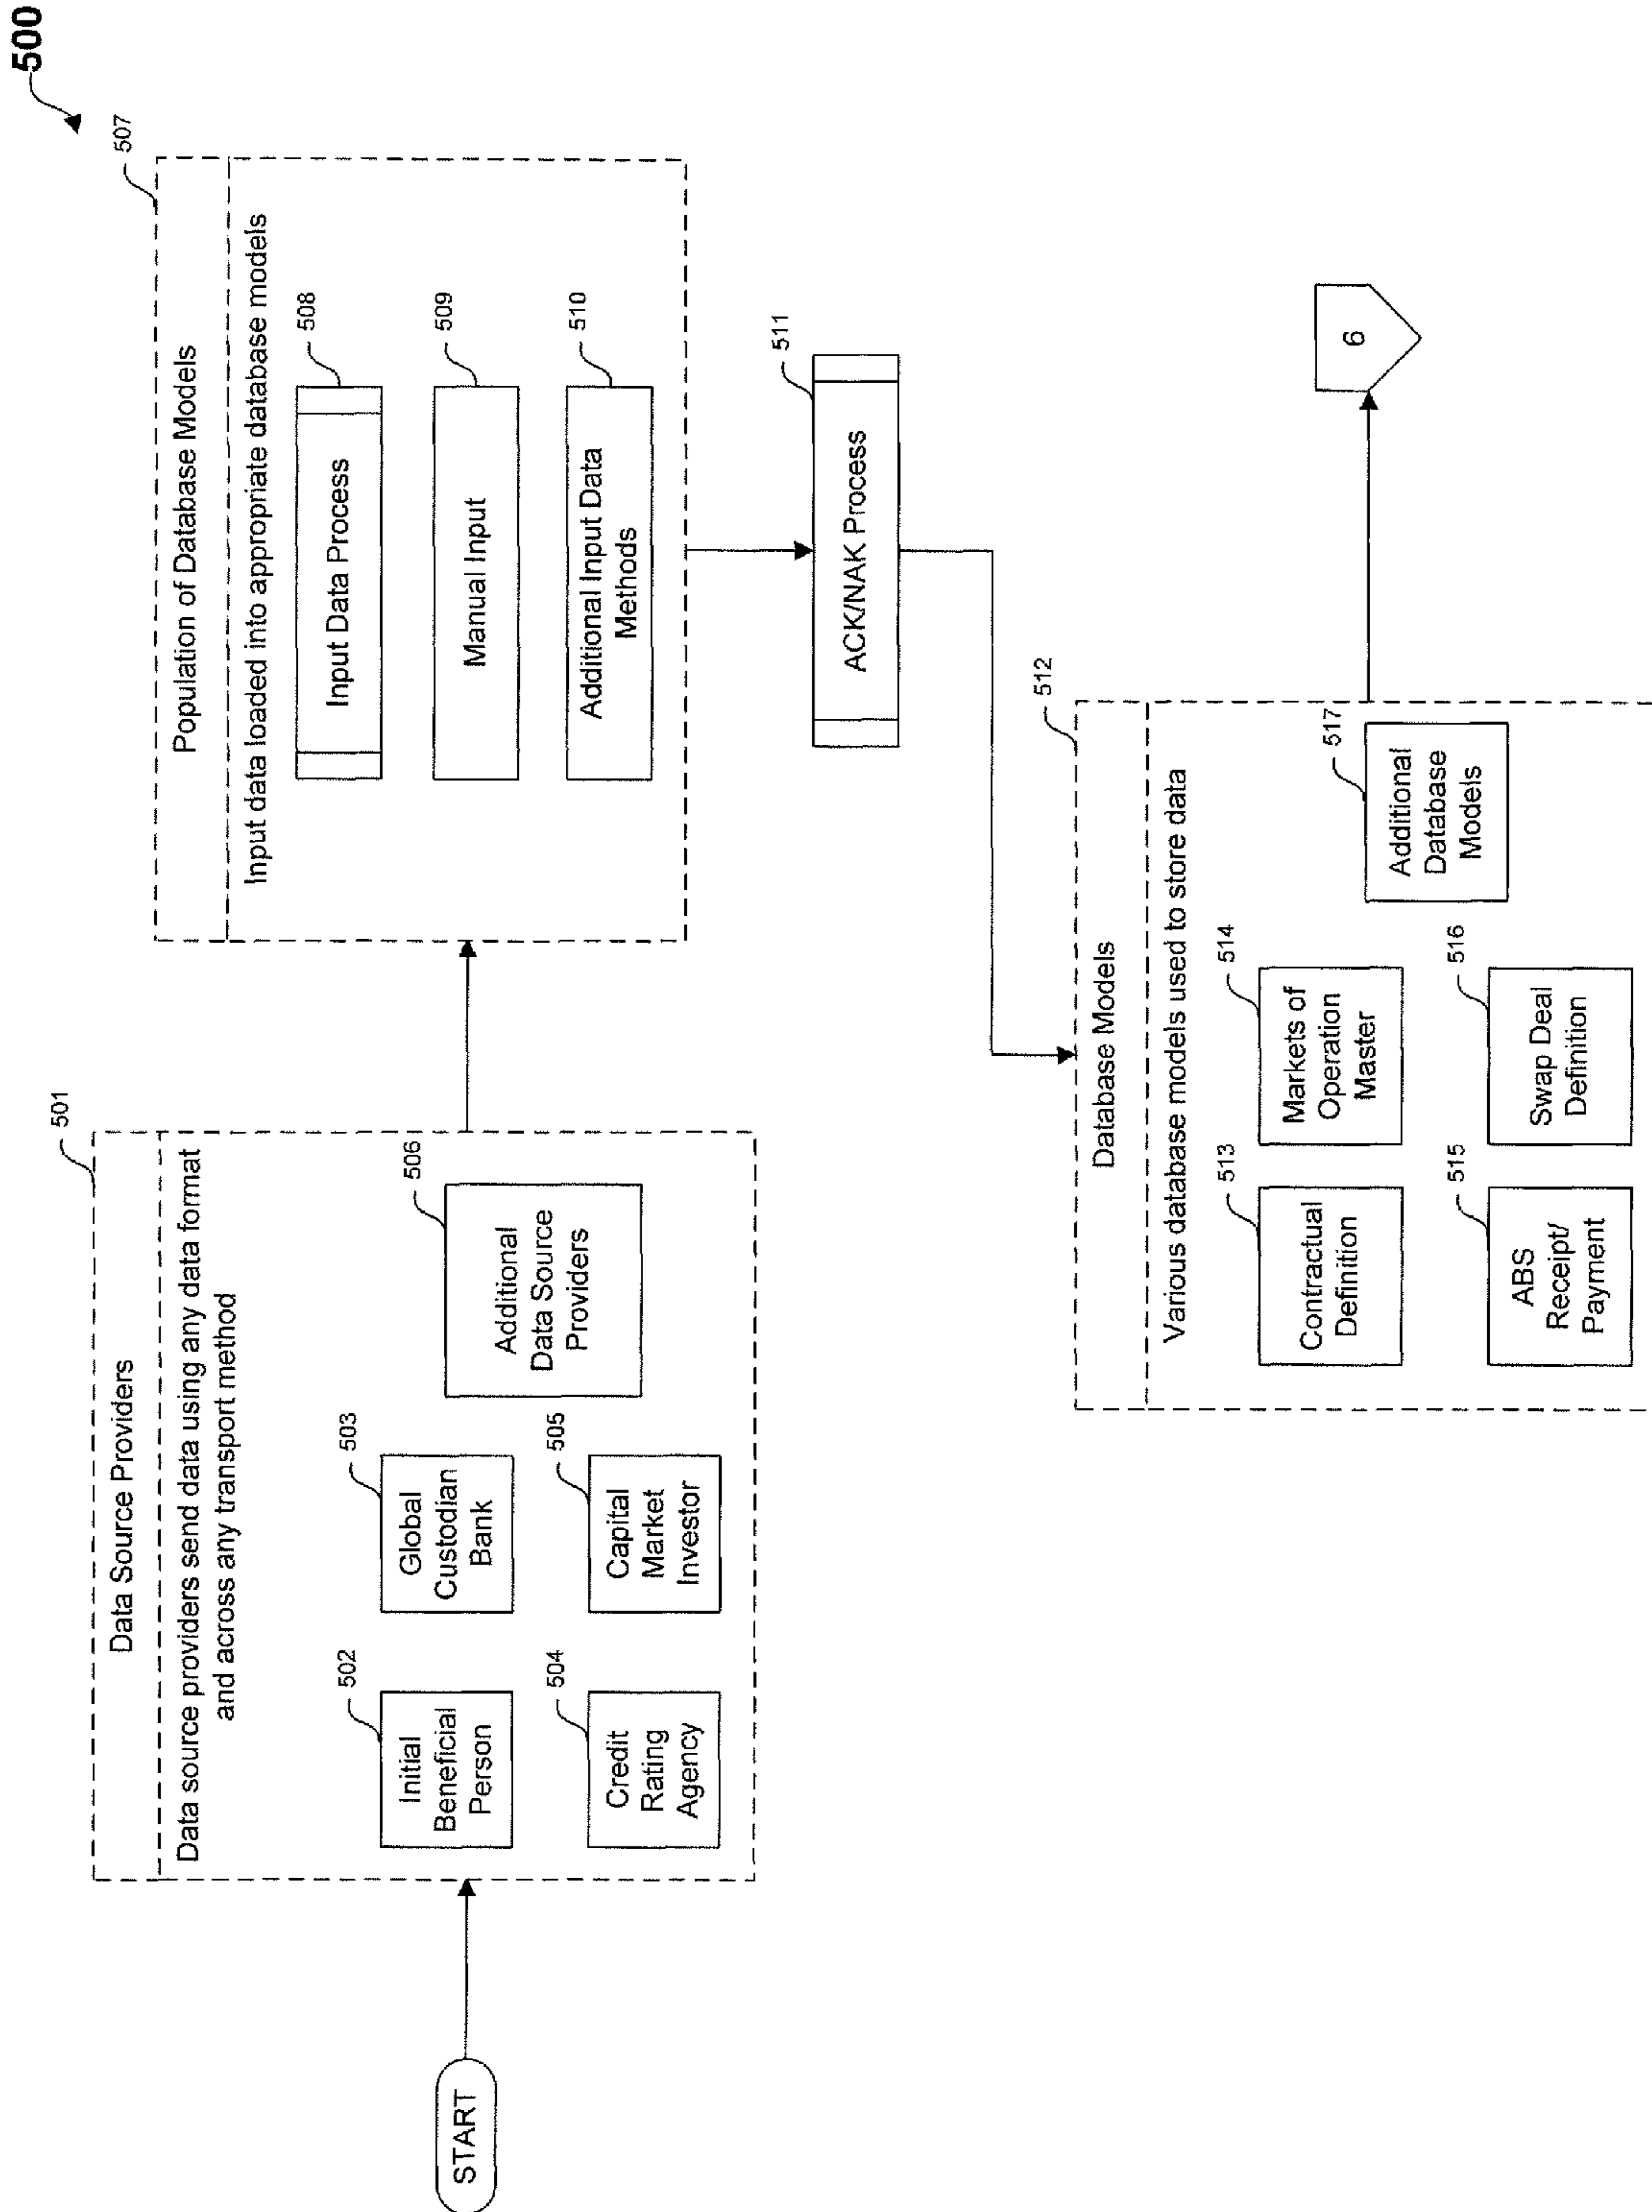 500
501
Data Source Providers
Data source providers send data using any data format
and across any transport method
START
502
Initial
Beneficial
Person
503
Global
Custodian
Bank
504
Credit
Rating
Agency
505
Capital
Market
Investor
506
Additional
Data Source
Providers
507
Population of Database Models
Input data loaded into appropriate database models
508
Input Data Process
509
Manual Input
510
Additional Input Data
Methods
511
ACK/NAK Process
512
Database Models
Various database models used to store data
513
Contractual
Definition
514
Markets of
Operation
Master
515
ABS
Receipt/
Payment
516
Swap Deal
Definition
517
Additional
Database
Models
6